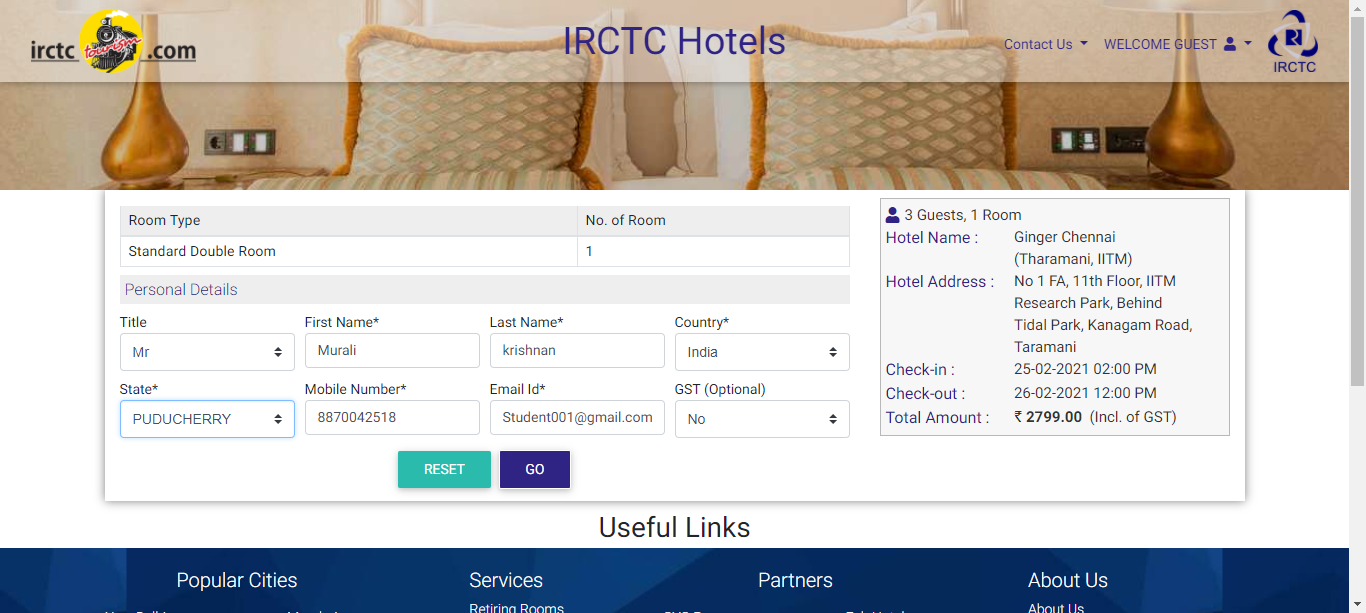 irctc tourism .com
IRCTC Hotels
Contact Us
WELCOME GUEST
IRCTC
Room Type No. of Room
Standard Double Room 1
Personal Details
Title First Name* Last Name* Country*
Mr Murali krishnan India
State* Mobile Number* Email Id* GST (Optional)
PUDUCHERRY 8870042518 Student001@gmail.com No
RESET GO
3 Guests, 1 Room
Hotel Name : Ginger Chennai
(Tharamani, IITM)
Hotel Address : No 1 FA, 11th Floor, IITM
Research Park, Behind
Tidal Park, Kanagam Road,
Taramani
Check-in : 25-02-2021 02:00 PM
Check-out : 26-02-2021 12:00 PM
Total Amount : ₹ 2799.00 (Incl. of GST)
Useful Links
Popular Cities Services Partners About Us
Retiring Rooms About Us